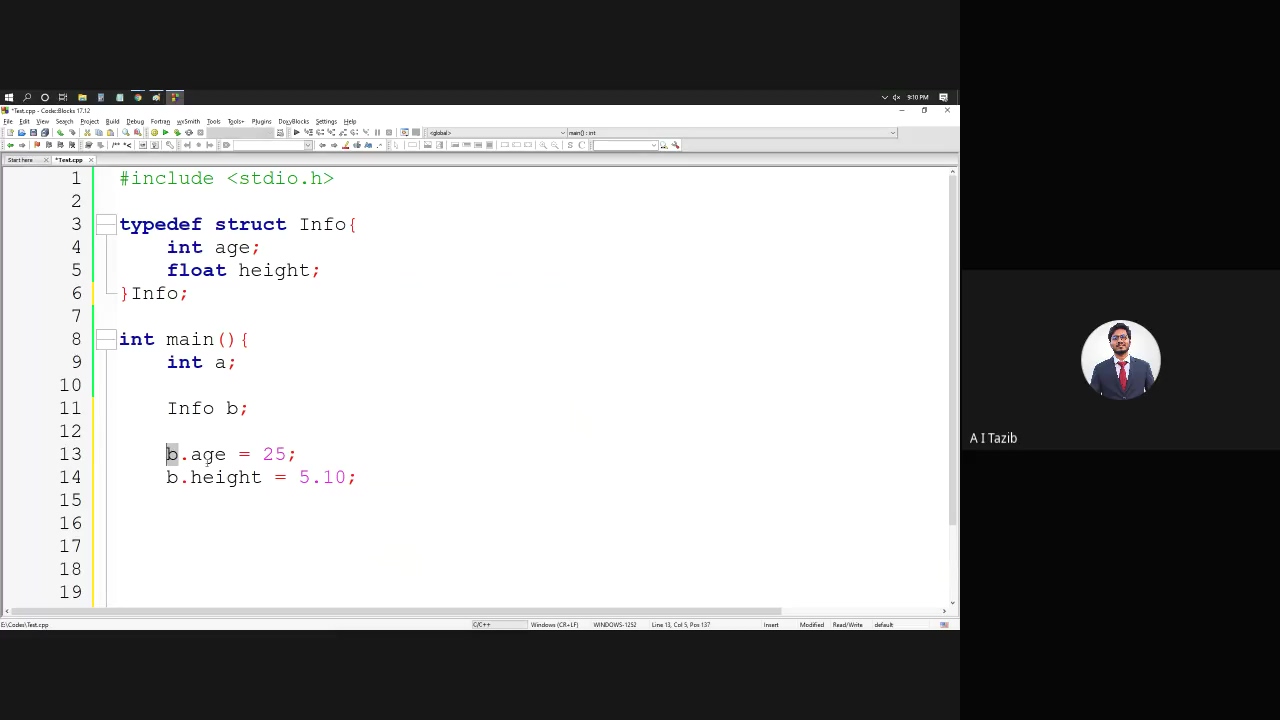 9:10 PM
*Test.cpp - Code::Blocks 17.12
File Edit View Search Project Build Debug Fortran wxSmith Tools Tools+ Plugins DoxyBlocks Settings Help
<global> main() : int
Start here *Test.cpp
1 #include <stdio.h>
2
3 typedef struct Info{
4 int age;
5 float height;
6 }Info;
7
8 int main(){
9 int a;
10
11 Info b;
12
13 b.age = 25;
14 b.height = 5.10;
15
16
17
18
19
E:\Codes\Test.cpp C/C++ Windows (CR+LF) WINDOWS-1252 Line 13, Col 5, Pos 137 Insert Modified Read/Write default
A I Tazib